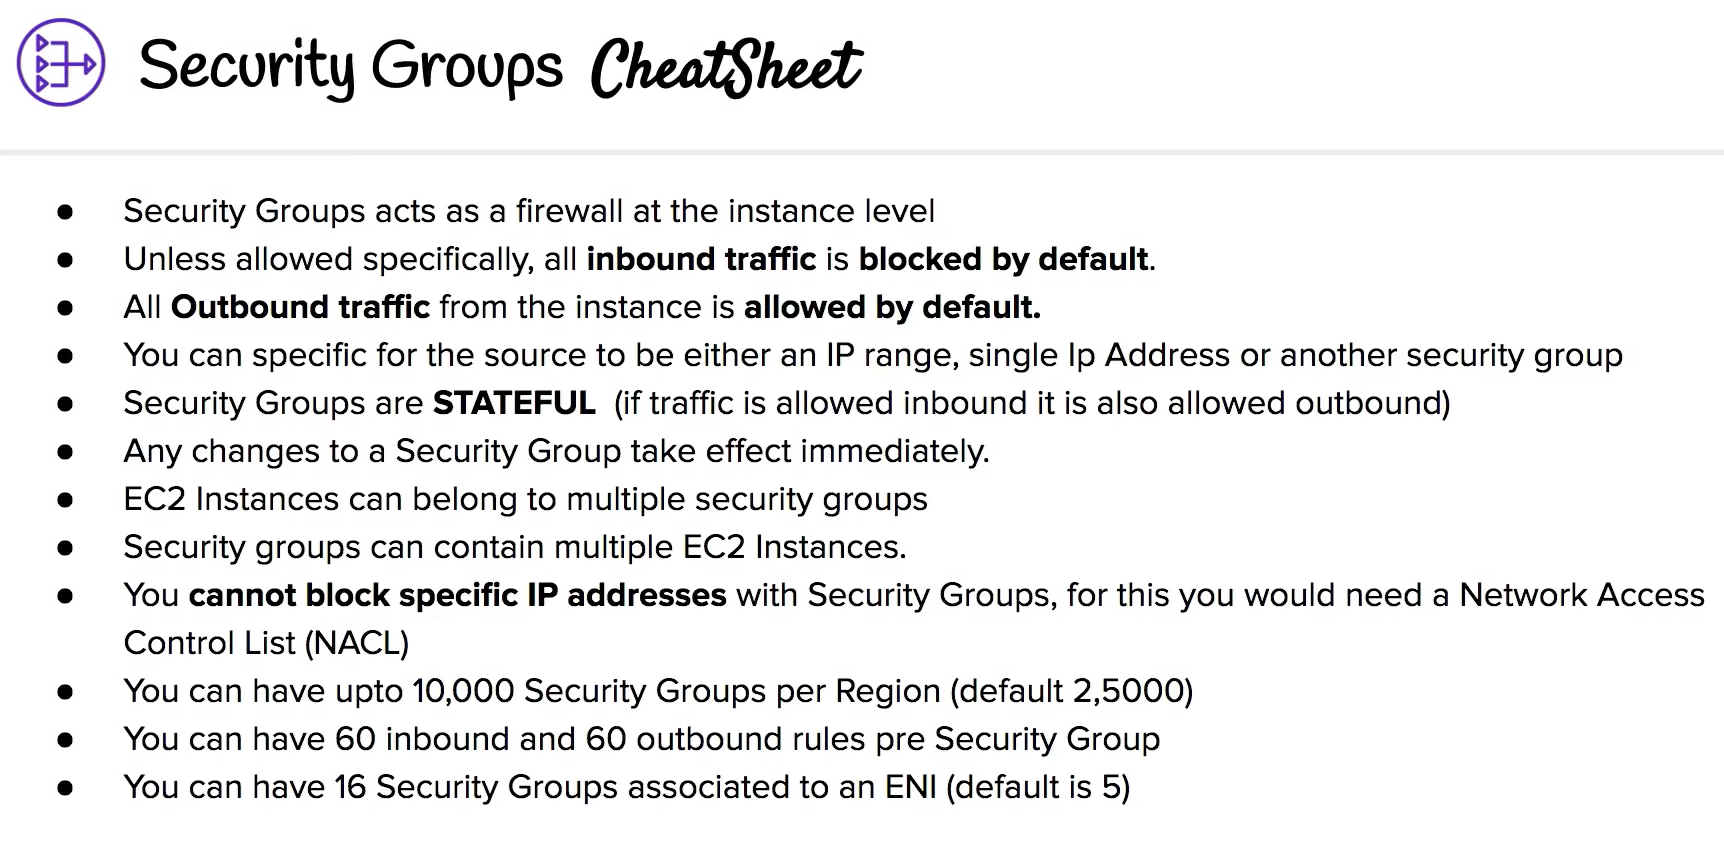 Security Groups CheatSheet
● Security Groups acts as a firewall at the instance level
● Unless allowed specifically, all inbound traffic is blocked by default.
● All Outbound traffic from the instance is allowed by default.
● You can specific for the source to be either an IP range, single Ip Address or another security group
● Security Groups are STATEFUL (if traffic is allowed inbound it is also allowed outbound)
● Any changes to a Security Group take effect immediately.
● EC2 Instances can belong to multiple security groups
● Security groups can contain multiple EC2 Instances.
● You cannot block specific IP addresses with Security Groups, for this you would need a Network Access
Control List (NACL)
● You can have upto 10,000 Security Groups per Region (default 2,5000)
● You can have 60 inbound and 60 outbound rules pre Security Group
● You can have 16 Security Groups associated to an ENI (default is 5)